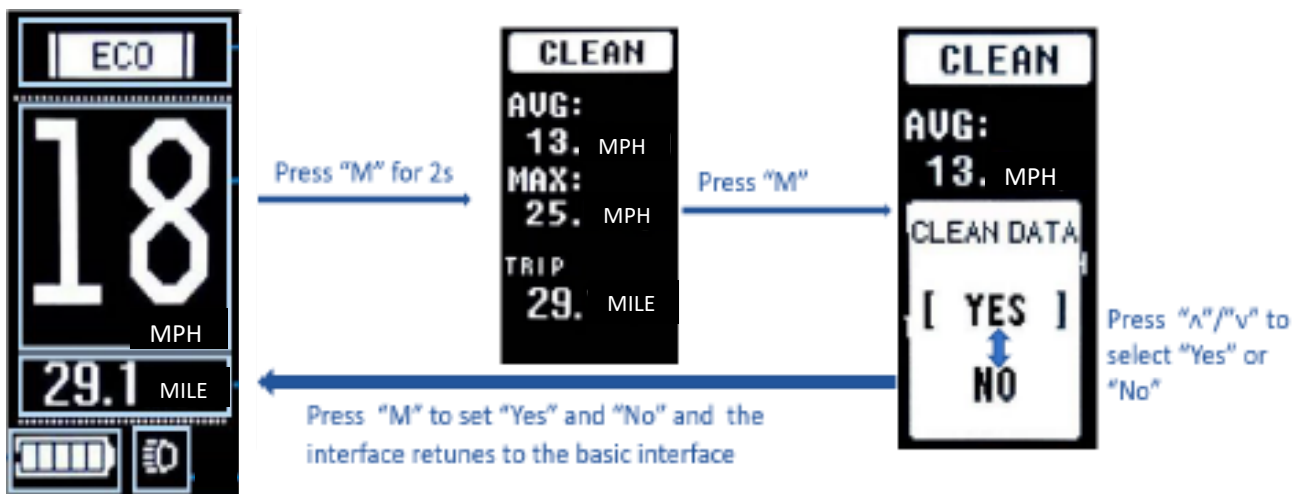 ECO
18
MPH
29.1 MILE
Press "M" for 2s
CLEAN
AVG:
13. MPH
MAX:
25. MPH
TRIP
29. MILE
Press "M"
CLEAN
AVG:
13. MPH
CLEAN DATA
[ YES ]
NO
Press "ʌ"/"v" to
select "Yes" or
"No"
Press "M" to set "Yes" and "No" and the
interface retunes to the basic interface